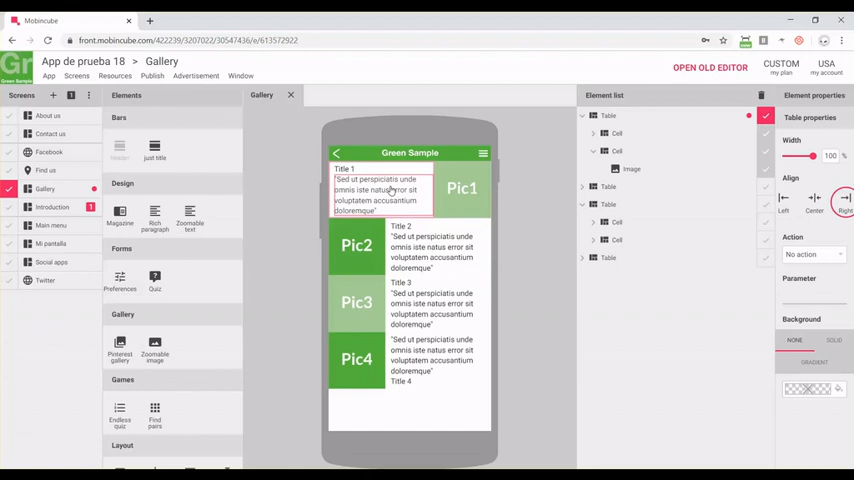 Mobincube
front.mobincube.com/422239/3207022/30547436/e/613572922
Gr
Green Sample
App de prueba 18 > Gallery
App Screens Resources Publish Advertisement Window
OPEN OLD EDITOR
CUSTOM
my plan
USA
my account
Screens
1
About us
Contact us
Facebook
Find us
Gallery
Introduction
1
Main menu
Mi pantalla
Social apps
Twitter
Elements
Bars
header
just title
Design
Magazine
Rich
paragraph
Zoomable
text
Forms
Preferences
Quiz
Gallery
Pinterest
gallery
Zoomable
image
Games
Endless
quiz
Find
pairs
Layout
Gallery
Green Sample
Title 1
"Sed ut perspiciatis unde
omnis iste natus error sit
voluptatem accusantium
doloremque"
Pic1
Pic2
Title 2
"Sed ut perspiciatis unde
omnis iste natus error sit
voluptatem accusantium
doloremque"
Pic3
Title 3
"Sed ut perspiciatis unde
omnis iste natus error sit
voluptatem accusantium
doloremque"
Pic4
"Sed ut perspiciatis unde
omnis iste natus error sit
voluptatem accusantium
doloremque"
Title 4
Element list
Table
Cell
Cell
Image
Table
Table
Cell
Cell
Table
Element properties
Table properties
Width
100 %
Align
Left
Center
Right
Action
No action
Parameter
Background
NONE
SOLID
GRADIENT